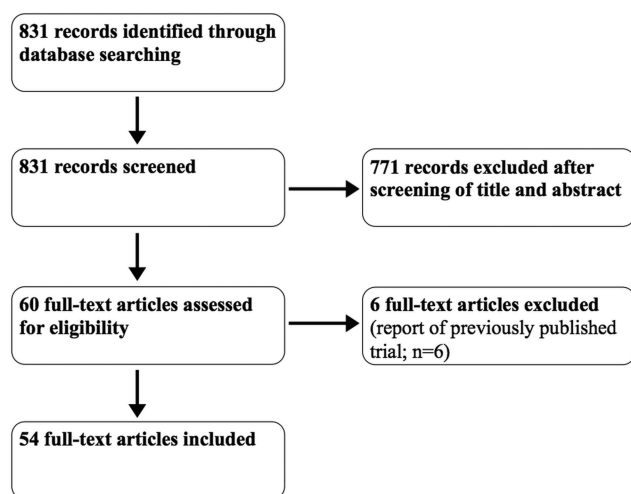 831 records identified through
database searching
831 records screened
771 records excluded after
screening of title and abstract
60 full-text articles assessed
for eligibility
6 full-text articles excluded
(report of previously published
trial; n=6)
54 full-text articles included